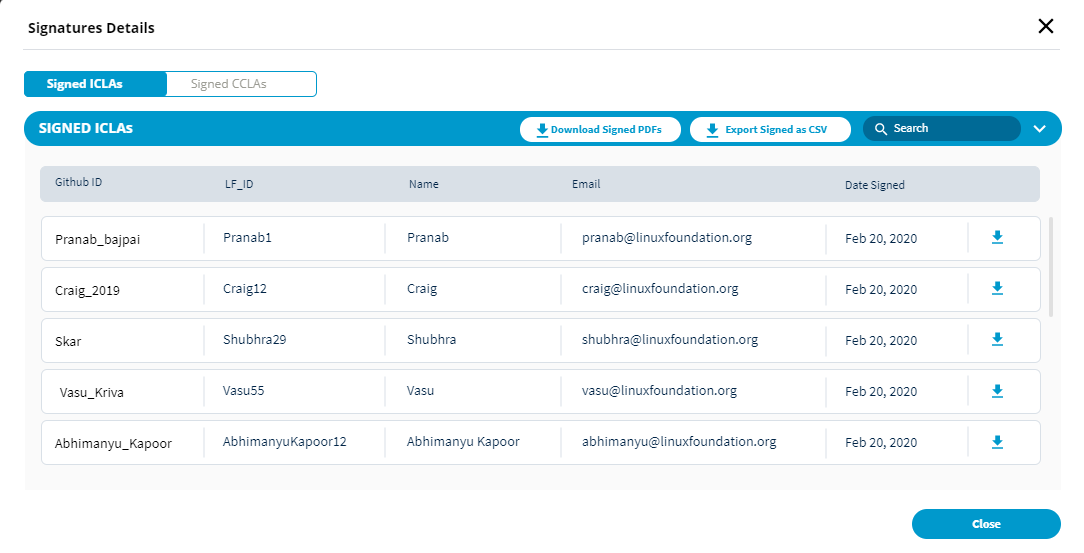 Signatures Details
Signed ICLAs Signed CCLAs
SIGNED ICLAs Download Signed PDFs Export Signed as CSV Search
Github ID LF_ID Name Email Date Signed
Pranab_bajpai Pranab1 Pranab pranab@linuxfoundation.org Feb 20, 2020
Craig_2019 Craig12 Craig craig@linuxfoundation.org Feb 20, 2020
Skar Shubhra29 Shubhra shubhra@linuxfoundation.org Feb 20, 2020
Vasu_Kriva Vasu55 Vasu vasu@linuxfoundation.org Feb 20, 2020
Abhimanyu_Kapoor AbhimanyuKapoor12 Abhimanyu Kapoor abhimanyu@linuxfoundation.org Feb 20, 2020
Close